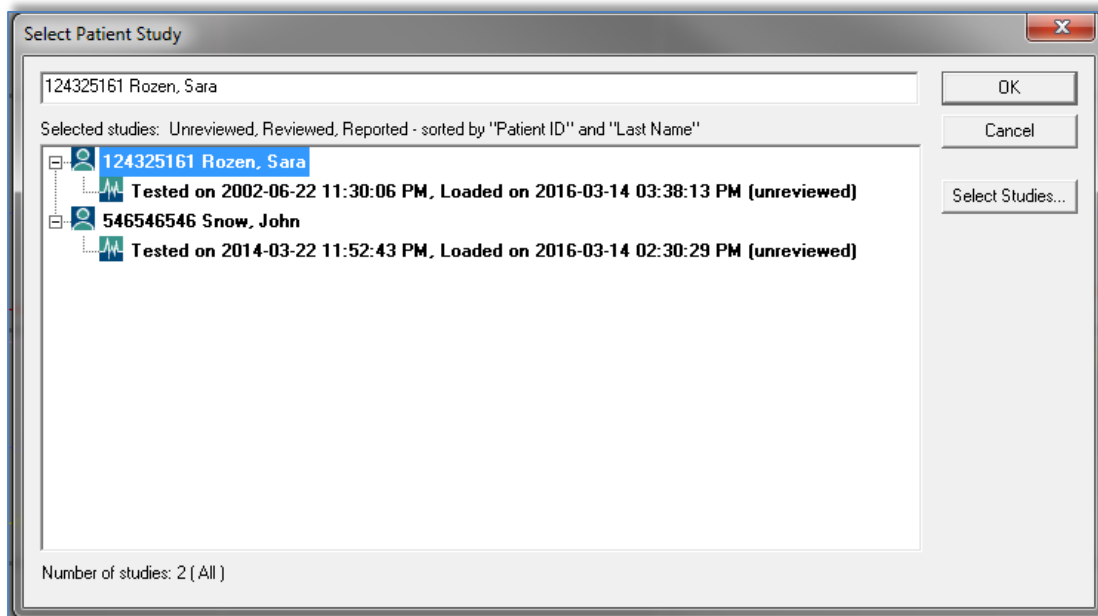 Select Patient Study
124325161 Rozen, Sara
OK
Selected studies:  Unreviewed, Reviewed, Reported - sorted by "Patient ID" and "Last Name"
Cancel
124325161 Rozen, Sara
Tested on 2002-06-22 11:30:06 PM, Loaded on 2016-03-14 03:38:13 PM (unreviewed)
Select Studies...
546546546 Snow, John
Tested on 2014-03-22 11:52:43 PM, Loaded on 2016-03-14 02:30:29 PM (unreviewed)
Number of studies: 2 ( All )